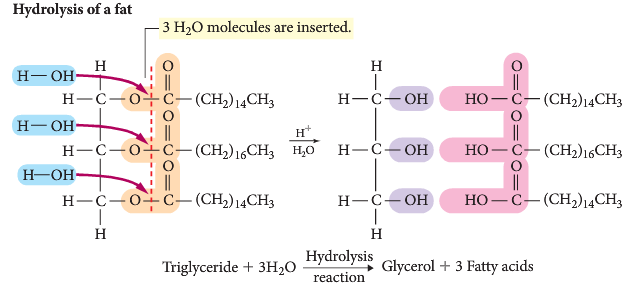 Hydrolysis of a fat
3 H₂O molecules are inserted.
H H O O
H—OH
H—C—O—C—(CH₂)₁₄CH₃ H—C—OH HO—C—(CH₂)₁₄CH₃
O O
H—OH H⁺
H—C—O—C—(CH₂)₁₆CH₃ H₂O H—C—OH HO—C—(CH₂)₁₆CH₃
O O
H—OH
H—C—O—C—(CH₂)₁₄CH₃ H—C—OH HO—C—(CH₂)₁₄CH₃
H H
Triglyceride + 3H₂O Hydrolysis reaction Glycerol + 3 Fatty acids